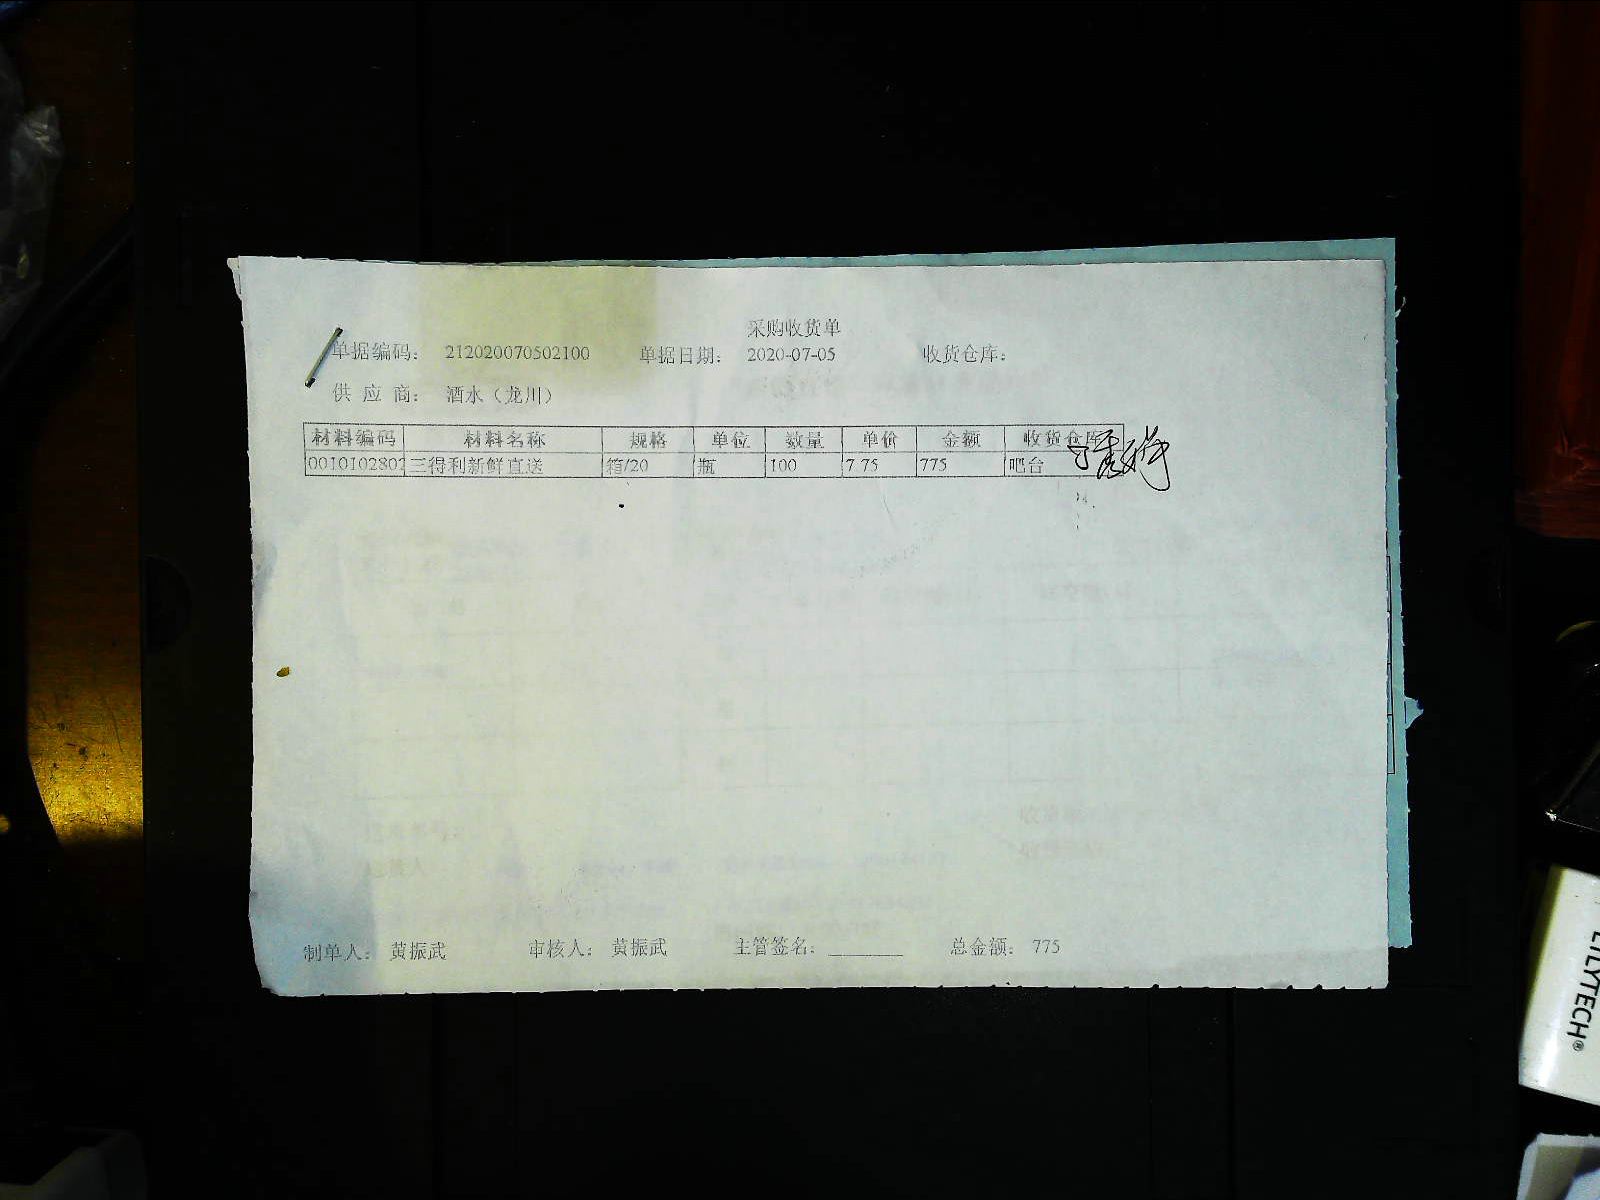 采购收货单
单据编码： 212020070502100 单据日期： 2020-07-05 收货仓库：
供 应 商： 酒水（龙川）
材料编码 材料名称 规格 单位 数量 单价 金额 收货仓库
0010102802 三得利新鲜直送 箱/20 瓶 100 7.75 775 吧台
制单人： 黄振武 审核人： 黄振武 主管签名：________ 总金额： 775
LILYTECH®